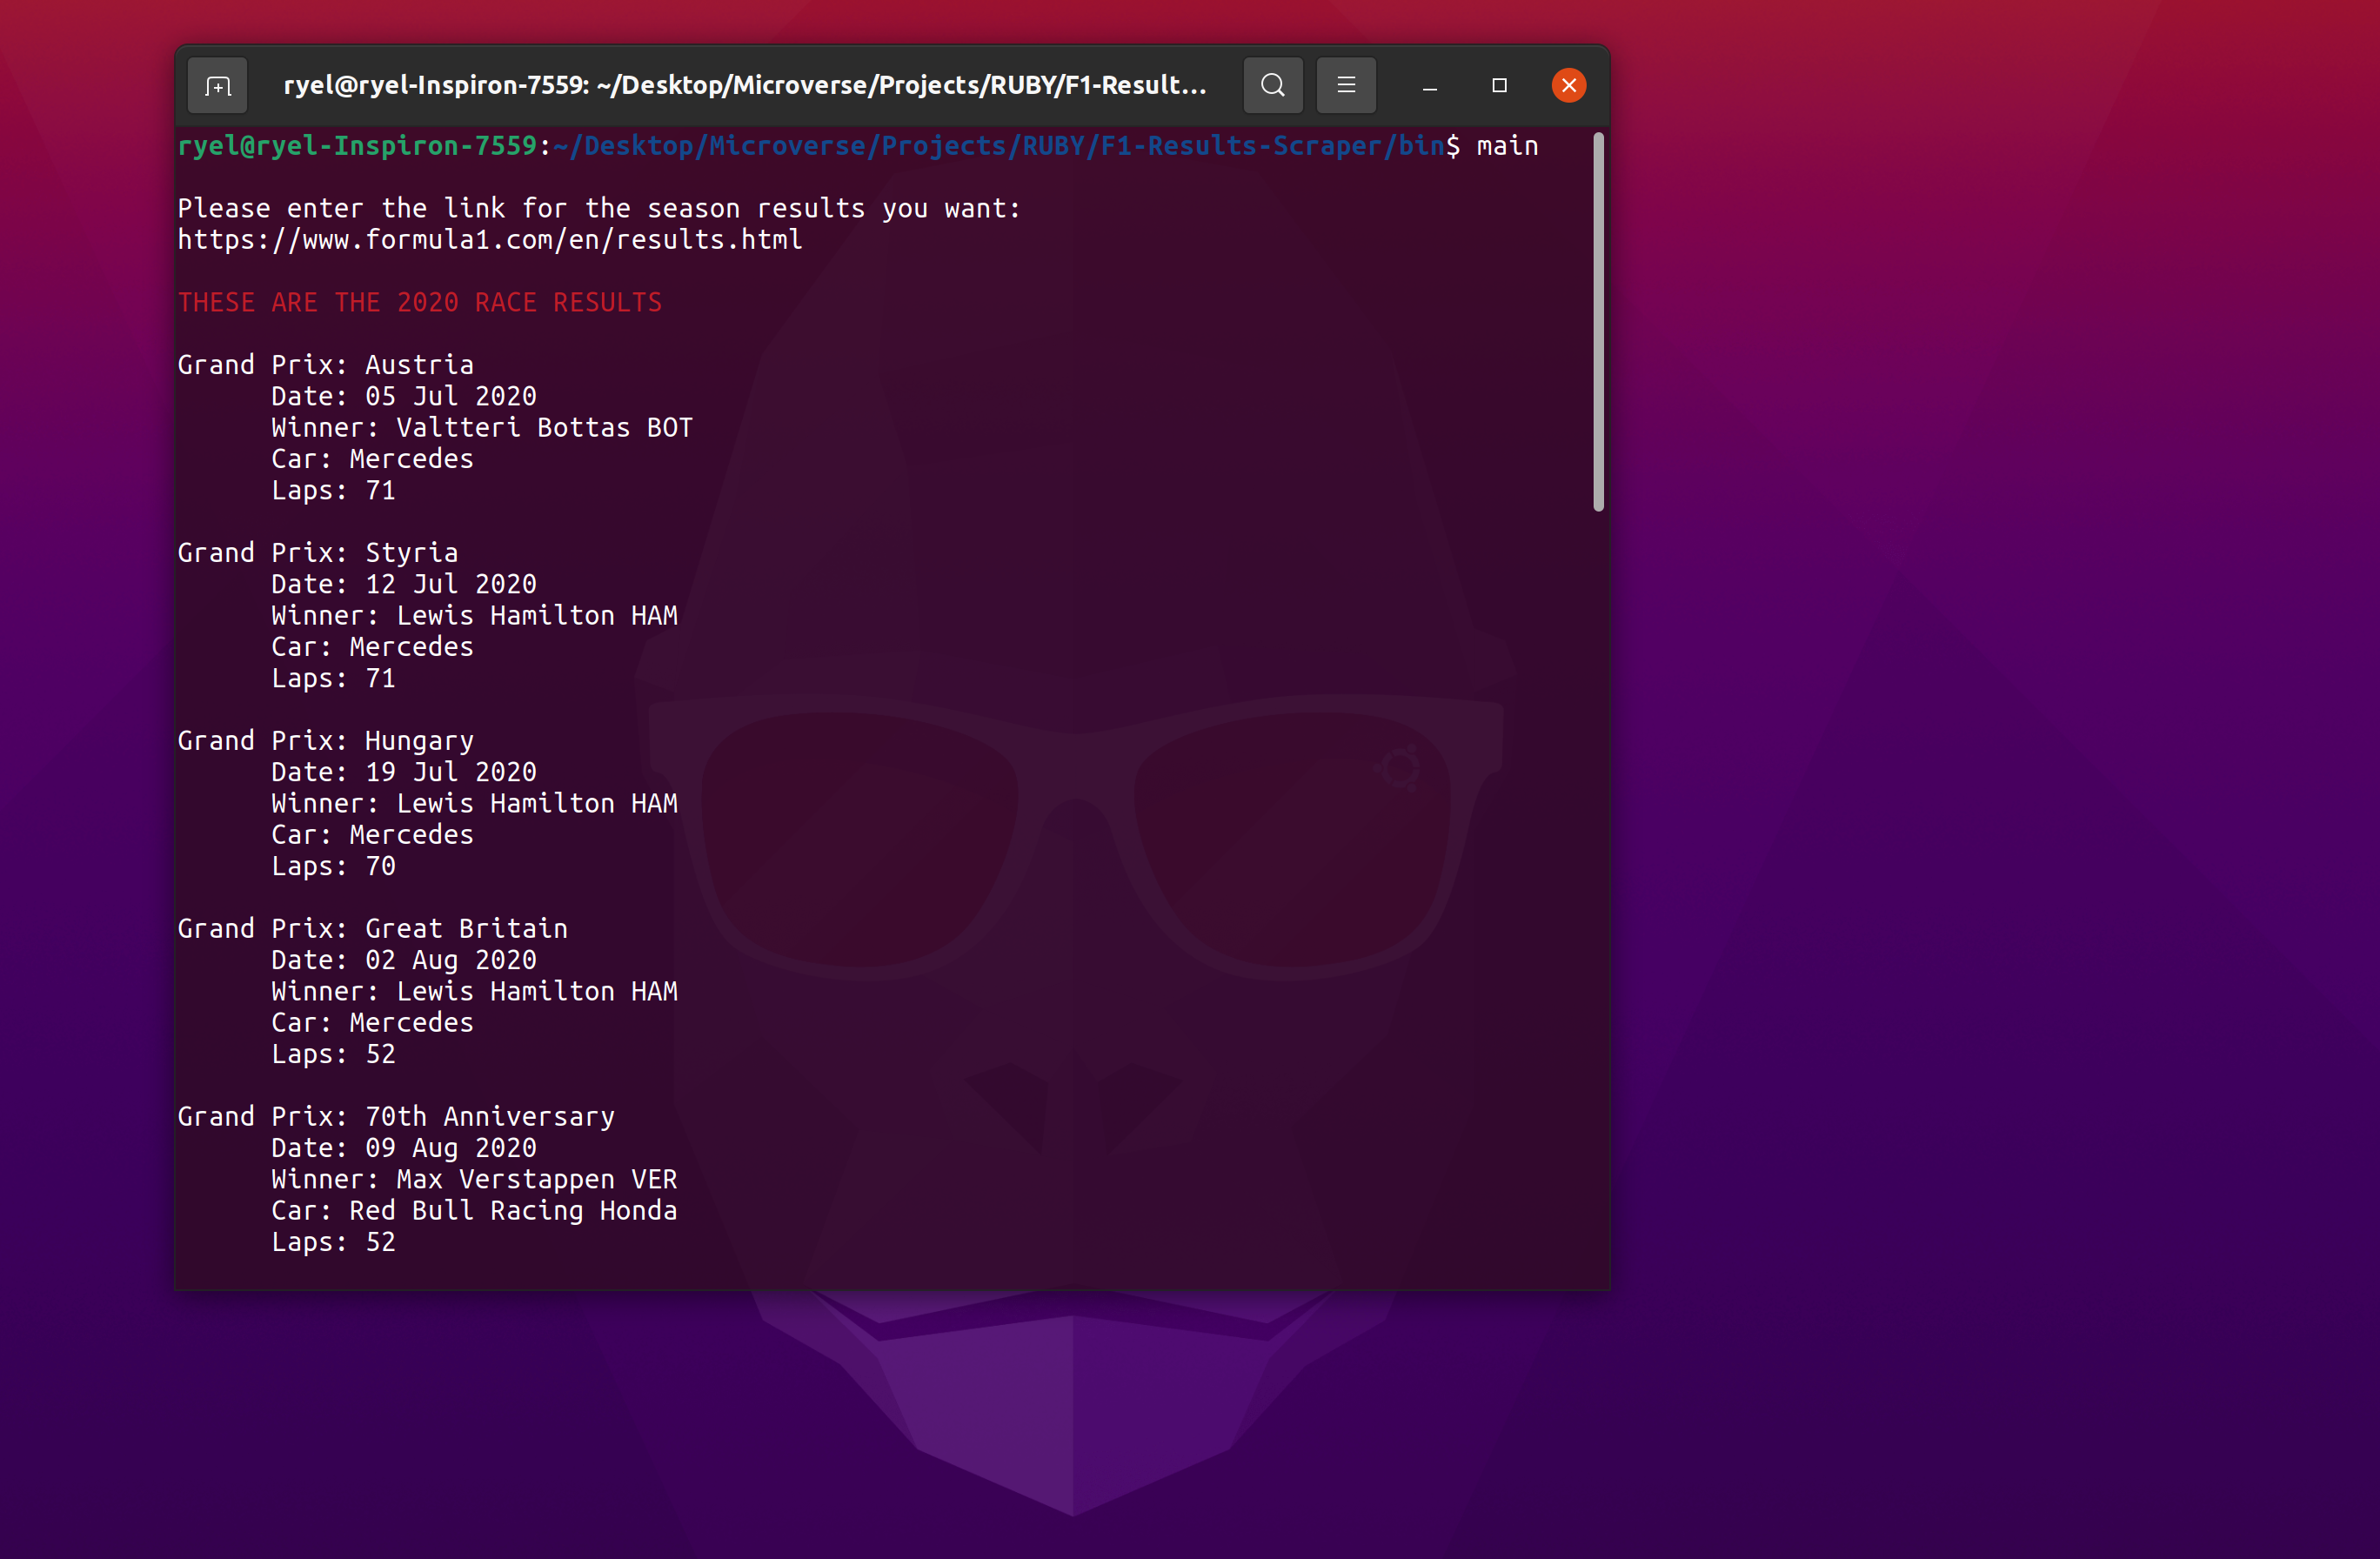 ryel@ryel-Inspiron-7559: ~/Desktop/Microverse/Projects/RUBY/F1-Result...
ryel@ryel-Inspiron-7559:~/Desktop/Microverse/Projects/RUBY/F1-Results-Scraper/bin$ main
Please enter the link for the season results you want:
https://www.formula1.com/en/results.html
THESE ARE THE 2020 RACE RESULTS
Grand Prix: Austria
Date: 05 Jul 2020
Winner: Valtteri Bottas BOT
Car: Mercedes
Laps: 71
Grand Prix: Styria
Date: 12 Jul 2020
Winner: Lewis Hamilton HAM
Car: Mercedes
Laps: 71
Grand Prix: Hungary
Date: 19 Jul 2020
Winner: Lewis Hamilton HAM
Car: Mercedes
Laps: 70
Grand Prix: Great Britain
Date: 02 Aug 2020
Winner: Lewis Hamilton HAM
Car: Mercedes
Laps: 52
Grand Prix: 70th Anniversary
Date: 09 Aug 2020
Winner: Max Verstappen VER
Car: Red Bull Racing Honda
Laps: 52